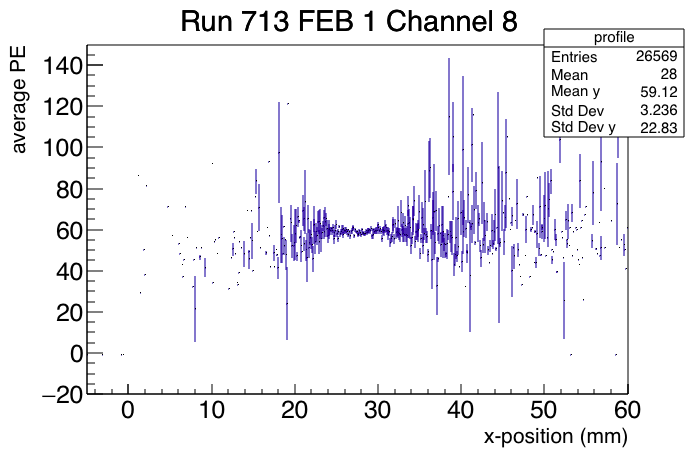 Run 713 FEB 1 Channel 8
average PE
profile
Entries 26569
Mean 28
Mean y 59.12
Std Dev 3.236
Std Dev y 22.83
140
120
100
80
60
40
20
0
−20
0 10 20 30 40 50 60
x-position (mm)